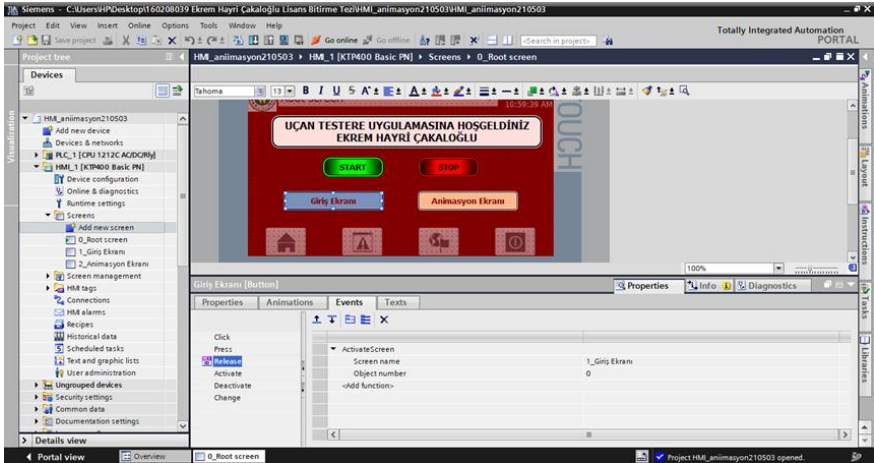 Siemens - C:\Users\HP\Desktop\160208039 Ekrem Hayri Çakaloğlu Lisans Bitirme Tezi\HMI_animasyon210503\HMI_aniimasyon210503
Project Edit View Insert Online Options Tools Window Help
Totally Integrated Automation
PORTAL
Save project Go online Go offline <Search in project>
Project tree
HMI_aniimasyon210503 HMI_1 [KTP400 Basic PN] Screens 0_Root screen
Devices
Tahoma 13 B I U S A
HMI_aniimasyon210503
Add new device
Devices & networks
PLC_1 [CPU 1212C AC/DC/Rly]
HMI_1 [KTP400 Basic PN]
Device configuration
Online & diagnostics
Runtime settings
Screens
Add new screen
0_Root screen
1_Giriş Ekranı
2_Animasyon Ekranı
Screen management
HMI tags
Connections
HMI alarms
Recipes
Historical data
Scheduled tasks
Text and graphic lists
User administration
Ungrouped devices
Security settings
Common data
Documentation settings
Details view
Visualization
10:59:39 AM
TOUCH
UÇAN TESTERE UYGULAMASINA HOŞGELDİNİZ
EKREM HAYRİ ÇAKALOĞLU
START STOP
Giriş Ekranı Animasyon Ekranı
100%
Giriş Ekranı [Button]
Properties Info Diagnostics
Properties Animations Events Texts
Click
Press
Release
Activate
Deactivate
Change
ActivateScreen
Screen name 1_Giriş Ekranı
Object number 0
<Add function>
Animations
Layout
Instructions
Tasks
Libraries
Portal view Overview 0_Root screen Project HMI_aniimasyon210503 opened.